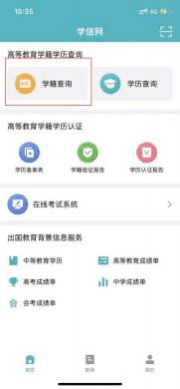 15:35
4G
学信网
高等教育学籍学历查询
学籍查询
学历查询
高等教育学籍学历认证
学历备案表
学籍验证报告
学历认证报告
在线考试系统
出国教育背景信息服务
中等教育学历
高等教育成绩单
高考成绩单
中学成绩单
会考成绩单
首页
新闻
我的